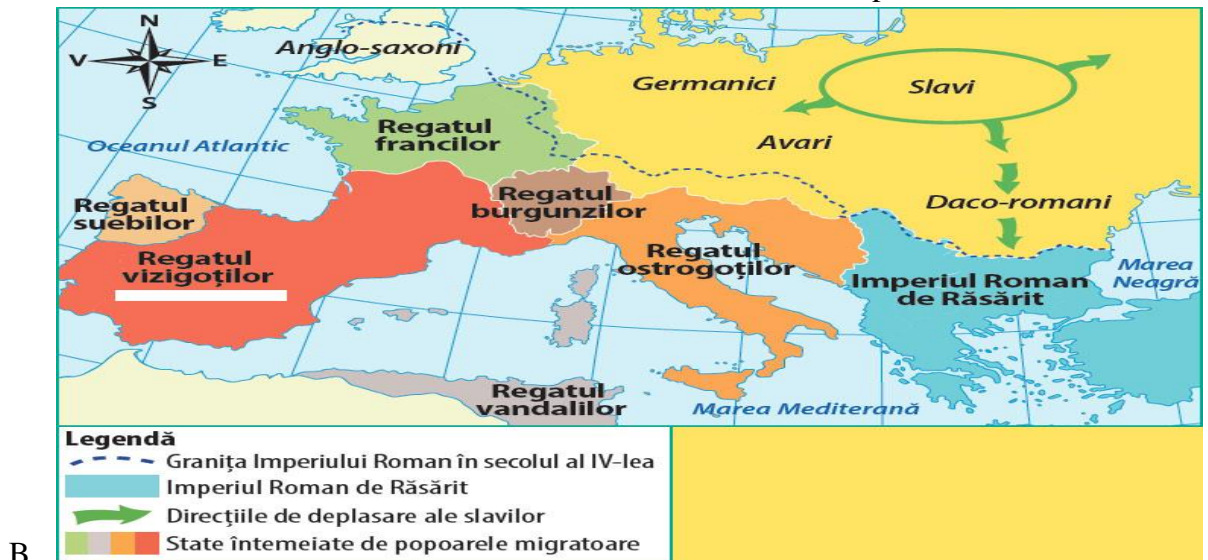 N
V E
S
Anglo-saxoni
Germanici
Slavi
Avari
Regatul
francilor
Oceanul Atlantic
Regatul
suebilor
Regatul
burgunzilor
Daco-romani
Regatul
vizigoților
Regatul
ostrogoților
Imperiul Roman
de Răsărit
Marea
Neagră
Regatul
vandalilor
Marea Mediterană
Legendă
Granița Imperiului Roman în secolul al IV-lea
Imperiul Roman de Răsărit
Direcțiile de deplasare ale slavilor
State întemeiate de popoarele migratoare
B